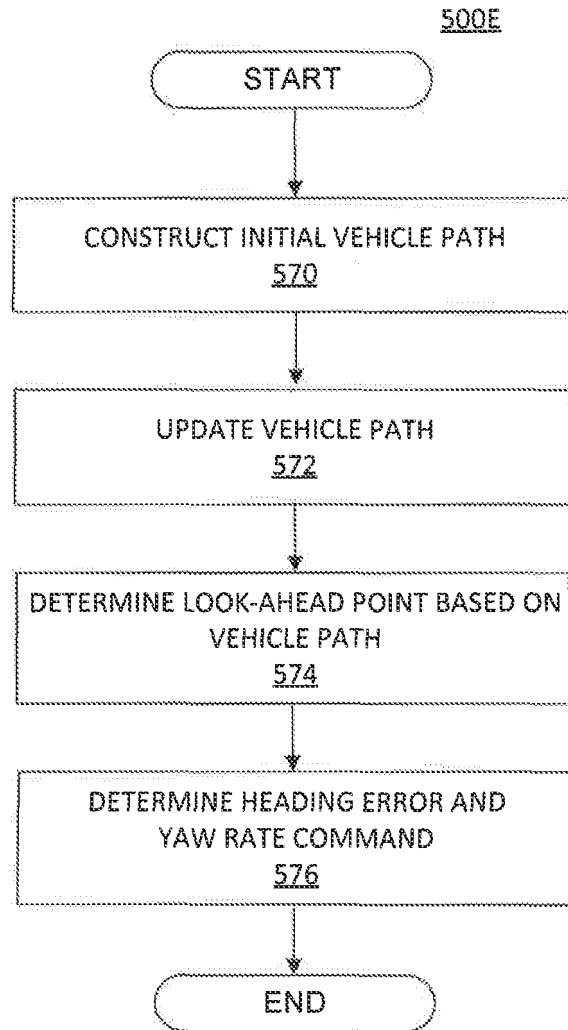 500E
START
CONSTRUCT INITIAL VEHICLE PATH
570
UPDATE VEHICLE PATH
572
DETERMINE LOOK-AHEAD POINT BASED ON
VEHICLE PATH
574
DETERMINE HEADING ERROR AND
YAW RATE COMMAND
576
END